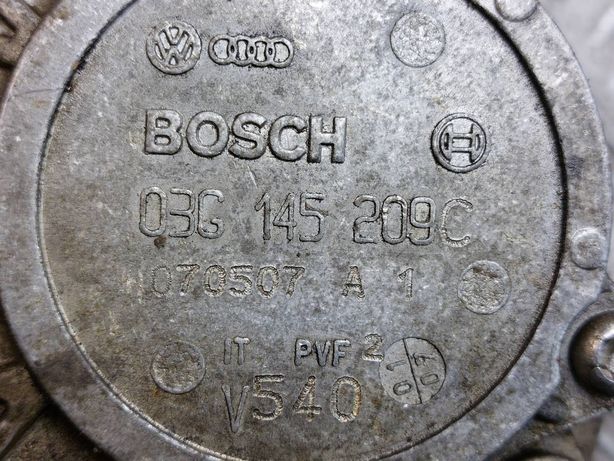 BOSCH
03G 145 209C
070507 A 1
IT PVF 2
V540